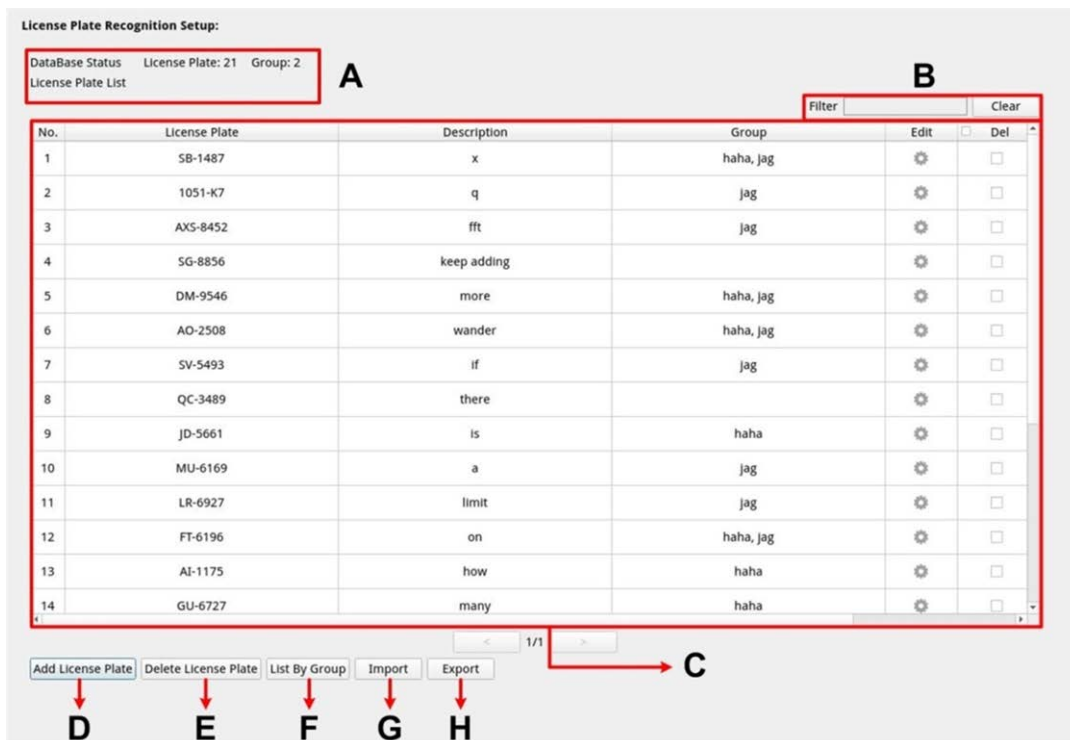 License Plate Recognition Setup:
DataBase Status License Plate: 21 Group: 2
License Plate List
A
B
Filter Clear
No. License Plate Description Group Edit Del
1 SB-1487 x haha, jag
2 1051-K7 q jag
3 AXS-8452 fft jag
4 SG-8856 keep adding
5 DM-9546 more haha, jag
6 AO-2508 wander haha, jag
7 SV-5493 if jag
8 QC-3489 there
9 JD-5661 is haha
10 MU-6169 a jag
11 LR-6927 limit jag
12 FT-6196 on haha, jag
13 AI-1175 how haha
14 GU-6727 many haha
< 1/1 >
C
Add License Plate Delete License Plate List By Group Import Export
D E F G H